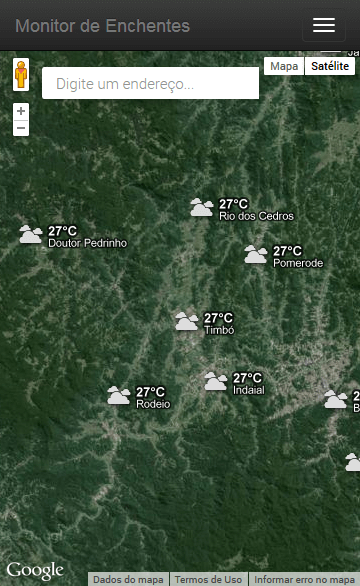 Monitor de Enchentes
Digite um endereço...
Mapa
Satélite
27°C
Rio dos Cedros
27°C
Doutor Pedrinho
27°C
Pomerode
27°C
Timbó
27°C
Indaial
27°C
Rodeio
2
B
Google
Dados do mapa
Termos de Uso
Informar erro no mapa